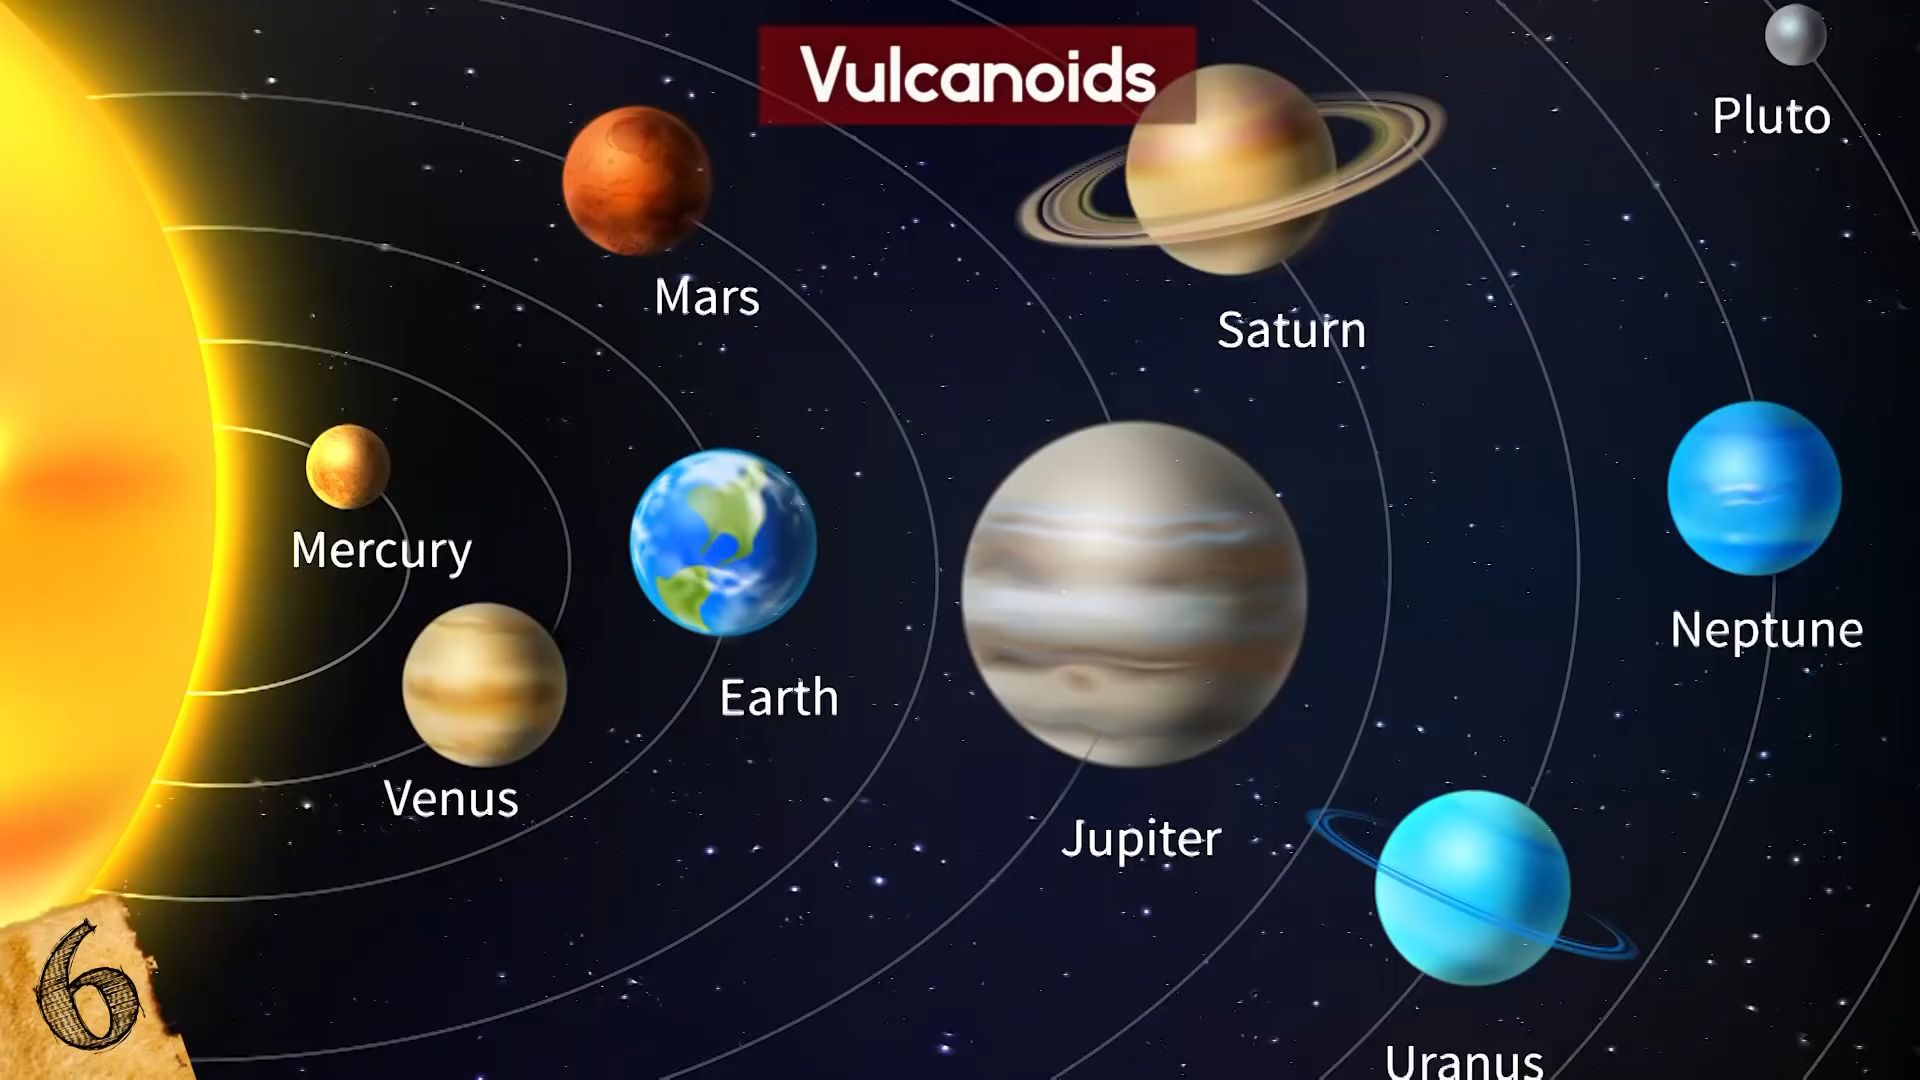 Vulcanoids
Pluto
Mars
Saturn
Mercury
Neptune
Earth
Venus
Jupiter
Uranus
6